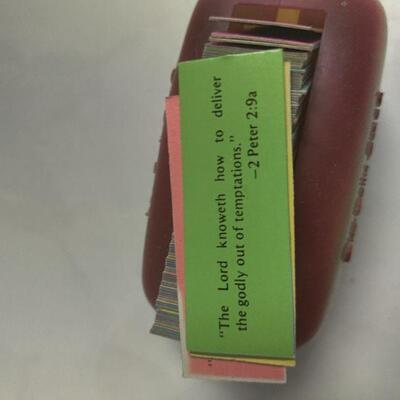 "The Lord knoweth how to deliver
the godly out of temptations."
—2 Peter 2:9a